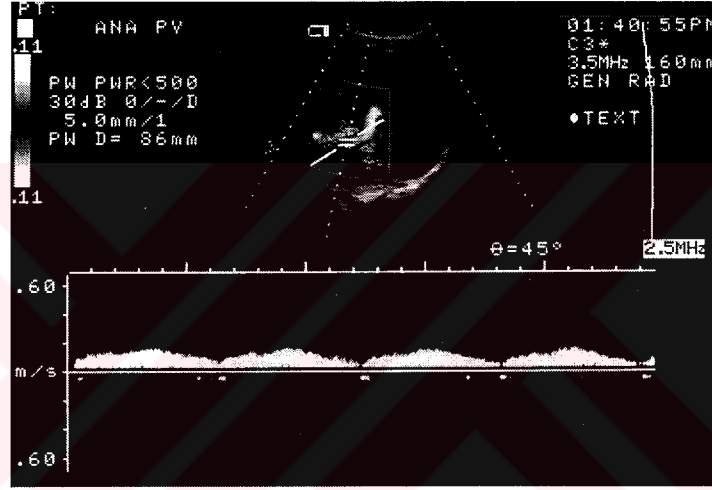 PT:
ANA PV
.11
PW PWR<500
30dB 0/-/D
5.0mm/1
PW D= 86mm
.11
01:40:55PM
C3*
3.5MHz 160mm
GEN RAD
●TEXT
θ=45°
2.5MHz
.60
m/s
.60